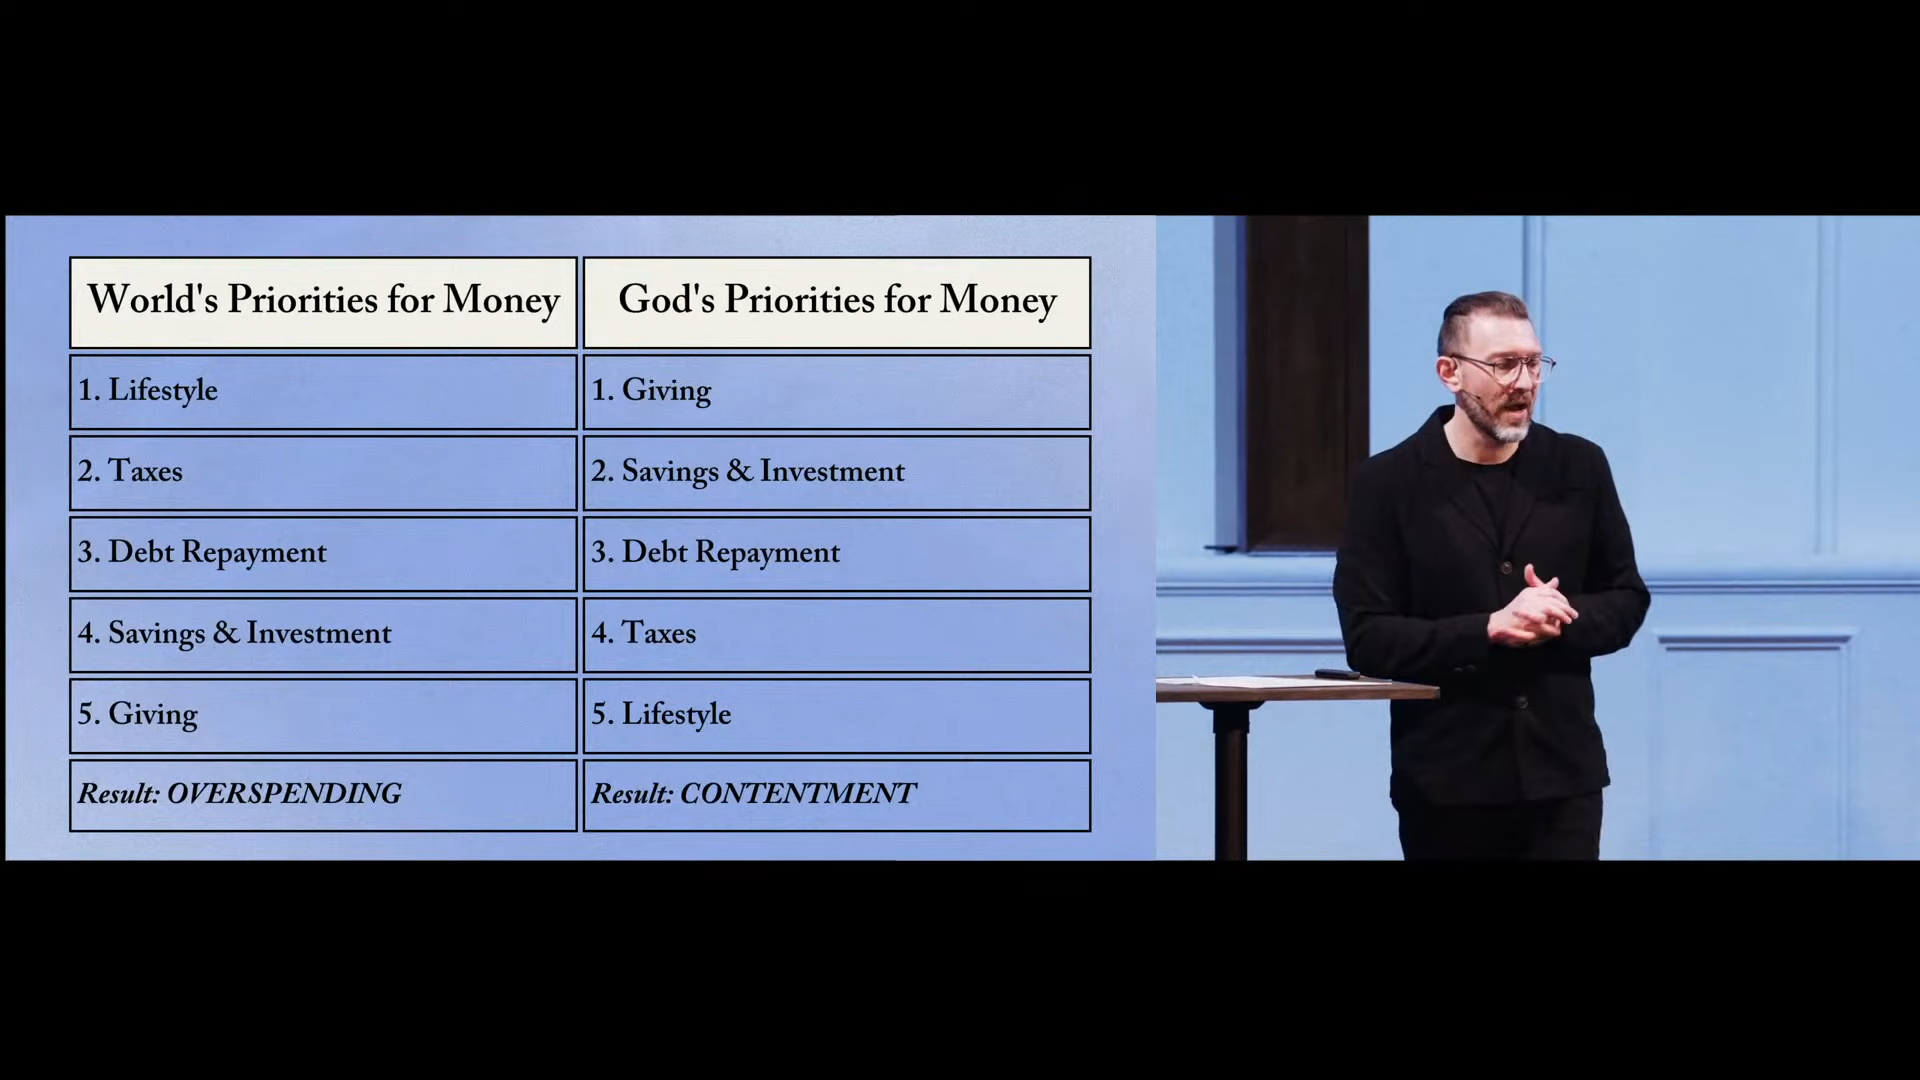 World's Priorities for Money
God's Priorities for Money
1. Lifestyle
1. Giving
2. Taxes
2. Savings & Investment
3. Debt Repayment
3. Debt Repayment
4. Savings & Investment
4. Taxes
5. Giving
5. Lifestyle
Result: OVERSPENDING
Result: CONTENTMENT